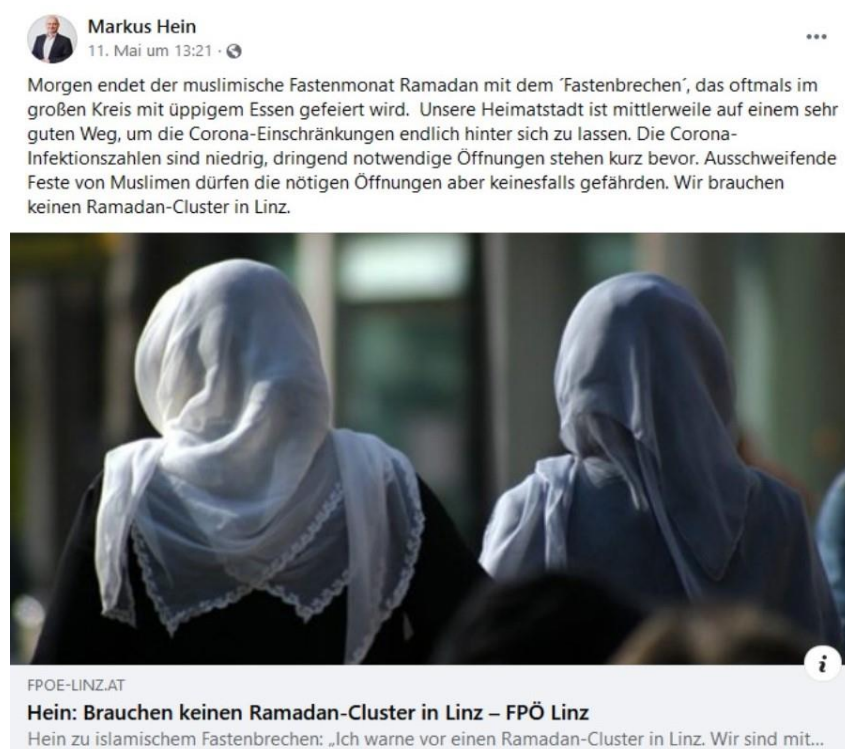 Markus Hein
11. Mai um 13:21 ·
Morgen endet der muslimische Fastenmonat Ramadan mit dem ´Fastenbrechen´, das oftmals im
großen Kreis mit üppigem Essen gefeiert wird.  Unsere Heimatstadt ist mittlerweile auf einem sehr
guten Weg, um die Corona-Einschränkungen endlich hinter sich zu lassen. Die Corona-
Infektionszahlen sind niedrig, dringend notwendige Öffnungen stehen kurz bevor. Ausschweifende
Feste von Muslimen dürfen die nötigen Öffnungen aber keinesfalls gefährden. Wir brauchen
keinen Ramadan-Cluster in Linz.
i
FPOE-LINZ.AT
Hein: Brauchen keinen Ramadan-Cluster in Linz – FPÖ Linz
Hein zu islamischem Fastenbrechen: „Ich warne vor einen Ramadan-Cluster in Linz. Wir sind mit...